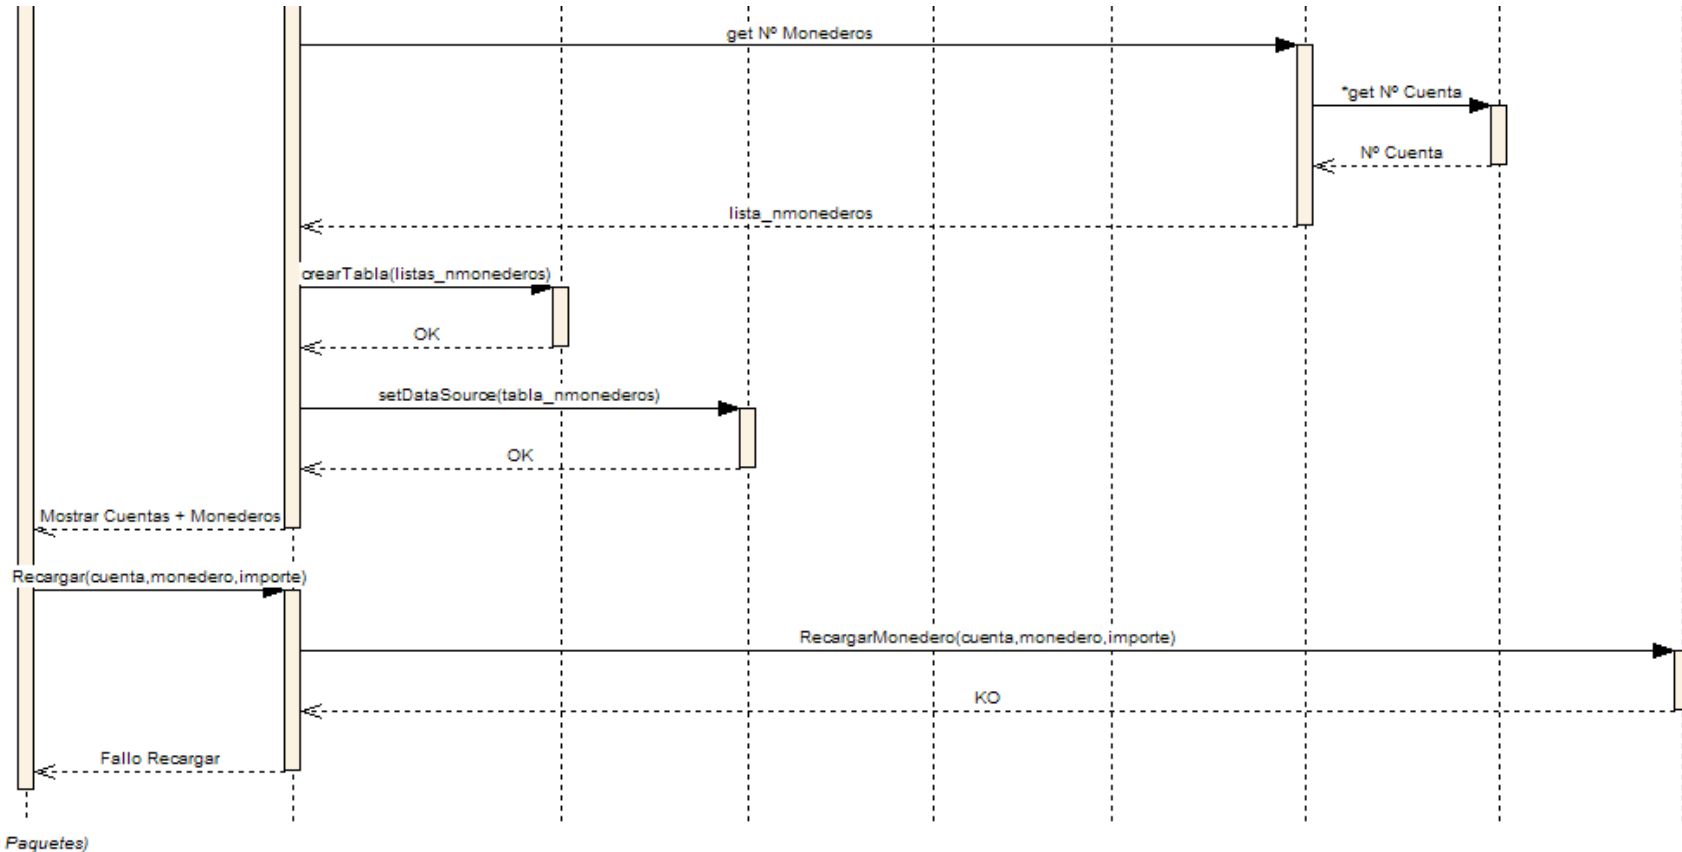 get Nº Monederos
*get Nº Cuenta
Nº Cuenta
lista_nmonederos
crearTabla(listas_nmonederos)
OK
setDataSource(tabla_nmonederos)
OK
Mostrar Cuentas + Monederos
Recargar(cuenta,monedero,importe)
RecargarMonedero(cuenta,monedero,importe)
KO
Fallo Recargar
Paquetes)